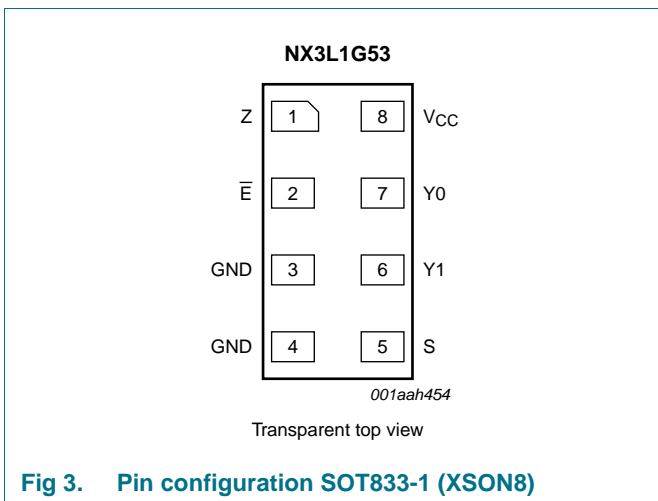 NX3L1G53
Z 1 8 VCC
E̅ 2 7 Y0
GND 3 6 Y1
GND 4 5 S
001aah454
Transparent top view
Fig 3. Pin configuration SOT833-1 (XSON8)